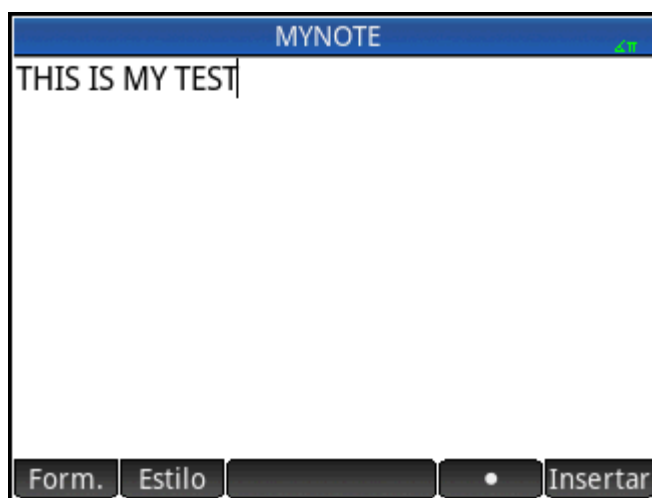 MYNOTE
∡π
THIS IS MY TEST
Form. Estilo • Insertar